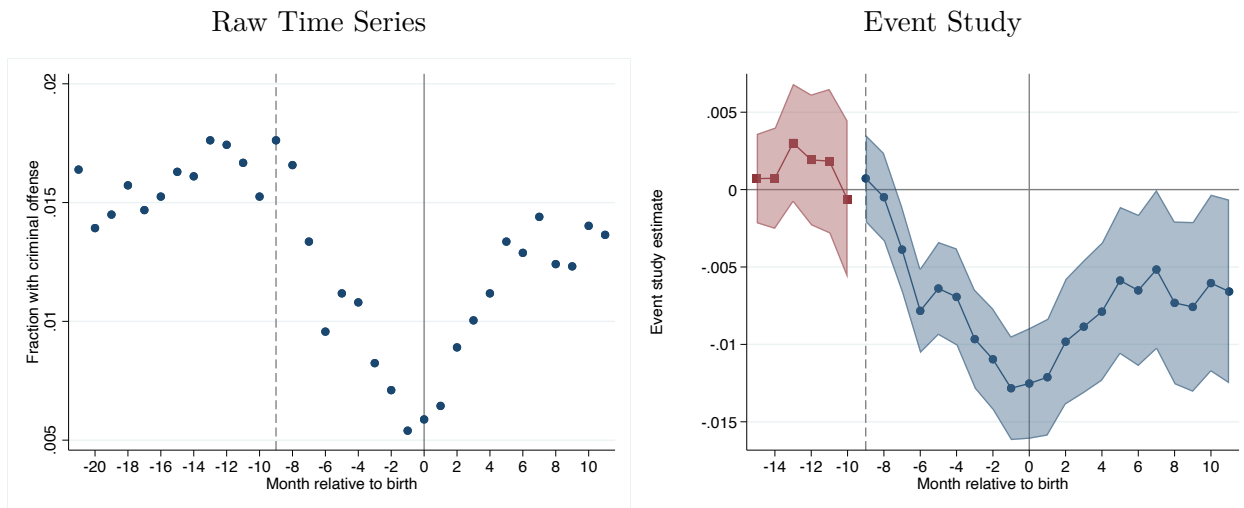 Raw Time Series
Fraction with criminal offense
.02
.015
.01
.005
-20 -18 -16 -14 -12 -10 -8 -6 -4 -2 0 2 4 6 8 10
Month relative to birth
Event Study
Event study estimate
.005
0
-.005
-.01
-.015
-14 -12 -10 -8 -6 -4 -2 0 2 4 6 8 10
Month relative to birth